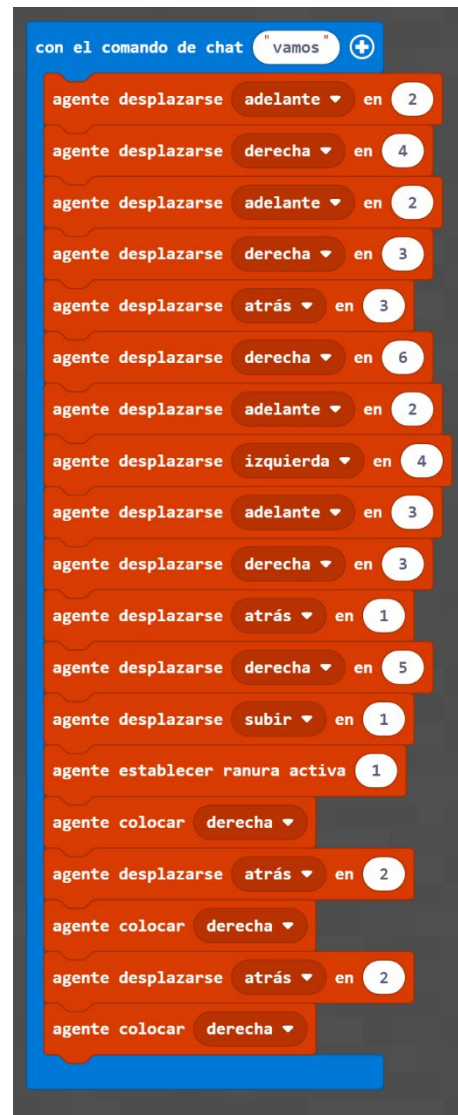 con el comando de chat "vamos"
agente desplazarse adelante en 2
agente desplazarse derecha en 4
agente desplazarse adelante en 2
agente desplazarse derecha en 3
agente desplazarse atrás en 3
agente desplazarse derecha en 6
agente desplazarse adelante en 2
agente desplazarse izquierda en 4
agente desplazarse adelante en 3
agente desplazarse derecha en 3
agente desplazarse atrás en 1
agente desplazarse derecha en 5
agente desplazarse subir en 1
agente establecer ranura activa 1
agente colocar derecha
agente desplazarse atrás en 2
agente colocar derecha
agente desplazarse atrás en 2
agente colocar derecha